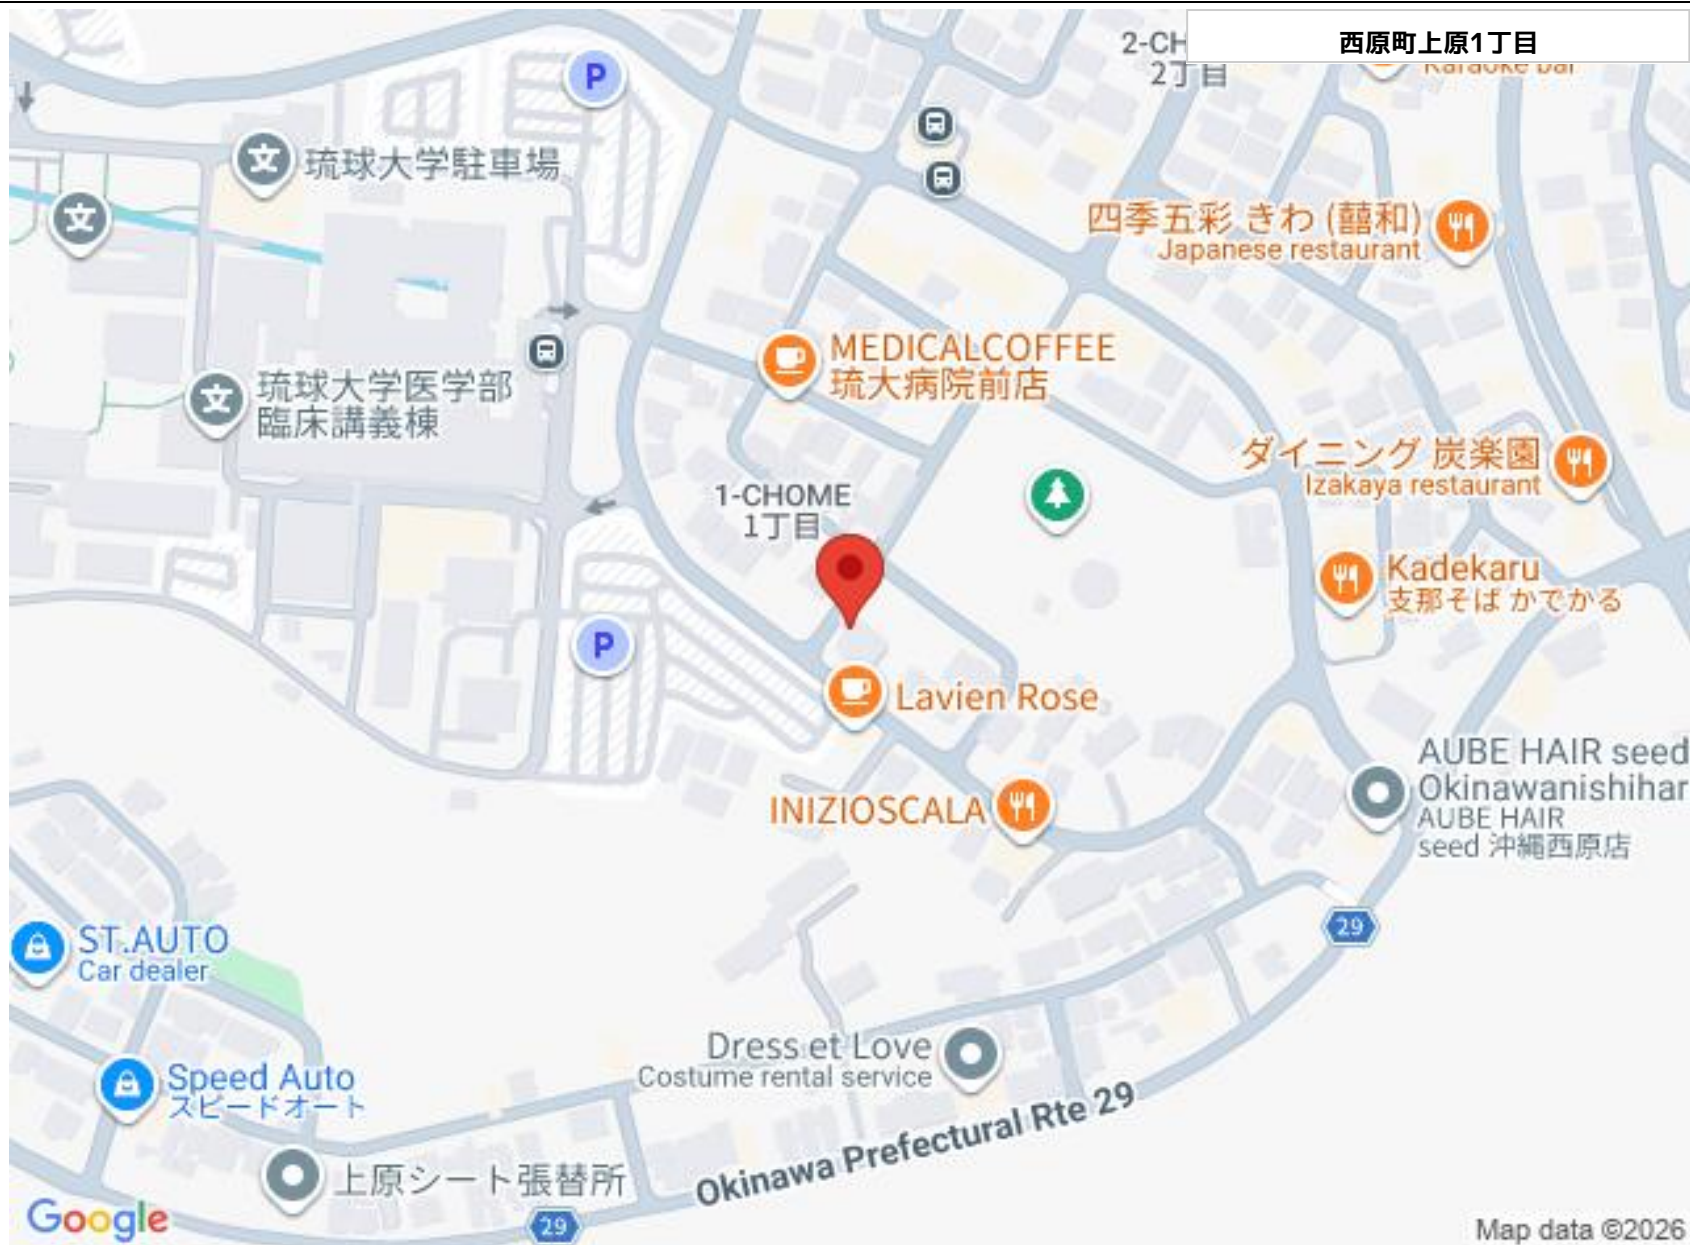 西原町上原1丁目
2丁目
Karaoke bar
琉球大学駐車場
四季五彩 きわ (囍和)
Japanese restaurant
MEDICALCOFFEE
琉大病院前店
琉球大学医学部
臨床講義棟
ダイニング 炭楽園
Izakaya restaurant
1-CHOME
1丁目
Kadekaru
支那そば かでかる
Lavien Rose
INIZIOSCALA
AUBE HAIR seed
Okinawanishihar
AUBE HAIR
seed 沖縄西原店
29
ST.AUTO
Car dealer
Dress et Love
Costume rental service
Speed Auto
スピードオート
Okinawa Prefectural Rte 29
上原シート張替所
29
Google
Map data ©2026
P
P
文
文
文